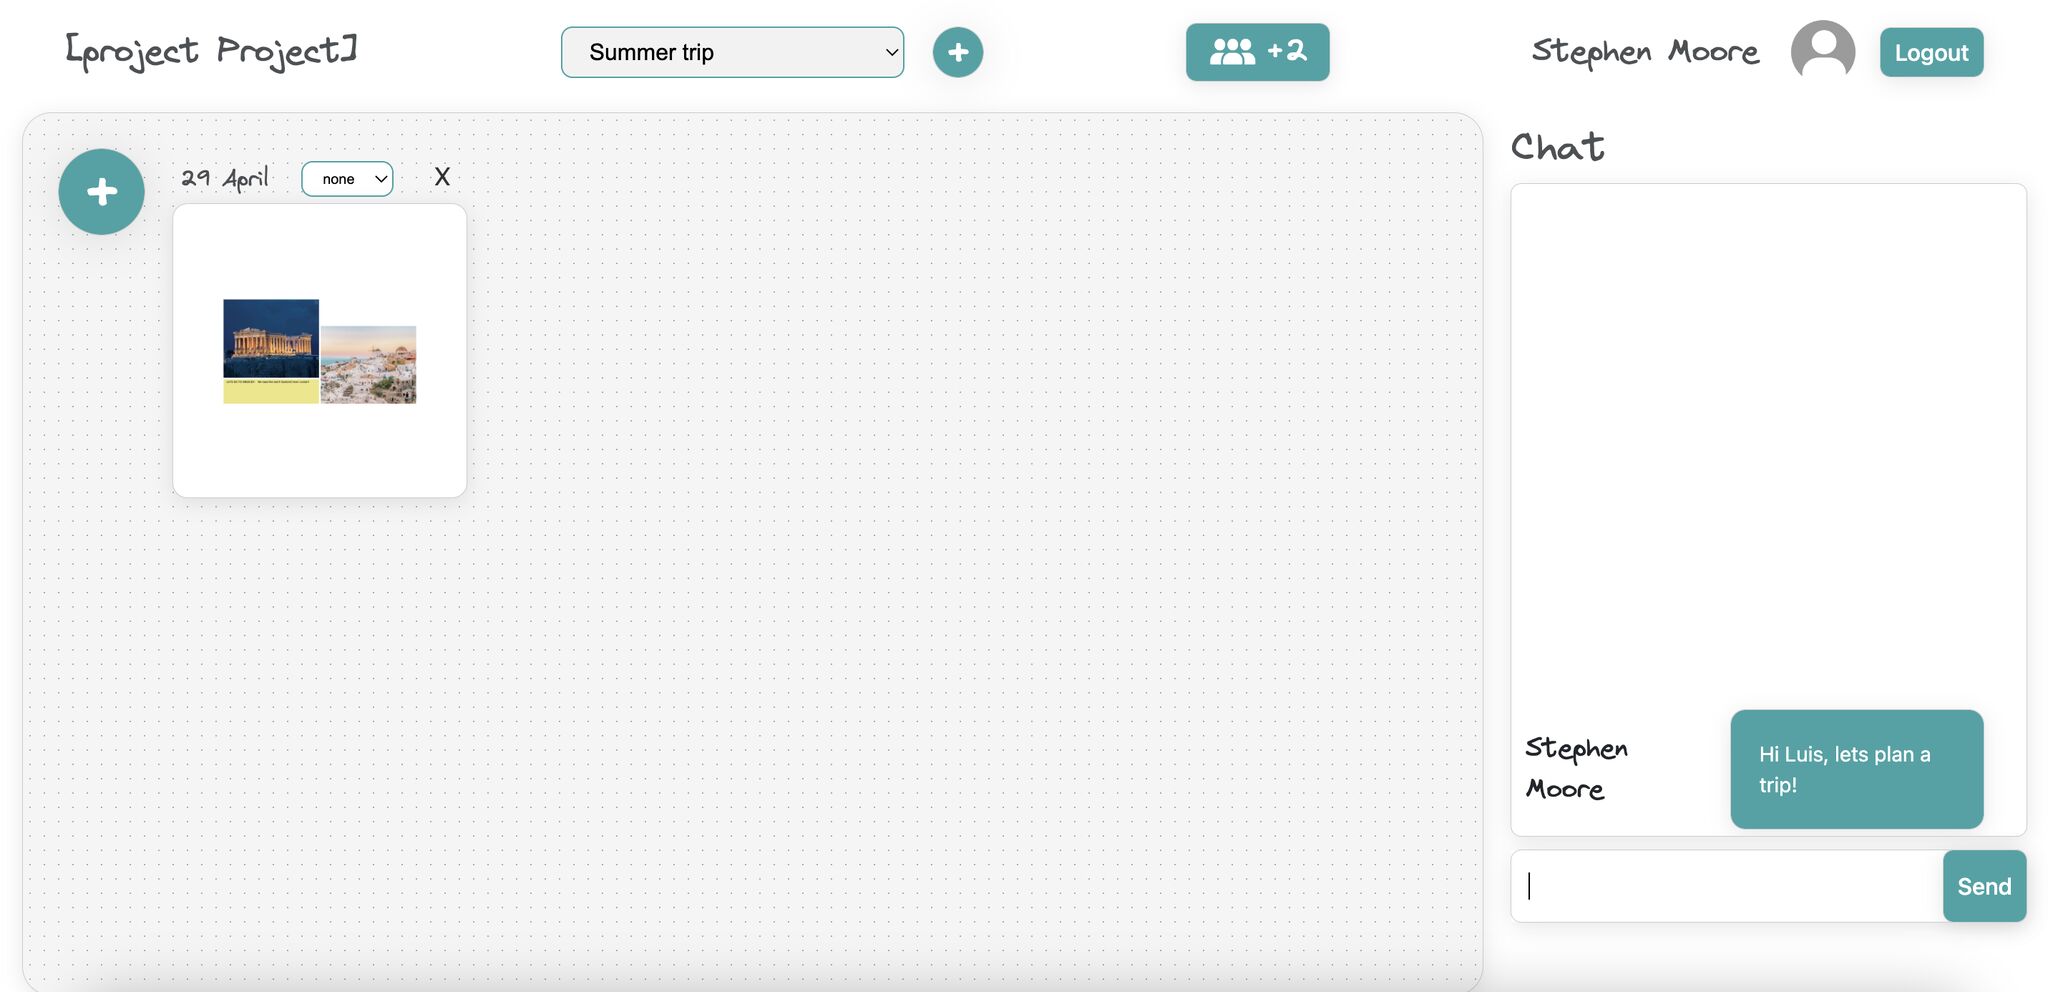 [project Project]
Summer trip
+2
Stephen Moore
Logout
29 April
none
X
Chat
Stephen
Moore
Hi Luis, lets plan a
trip!
Send